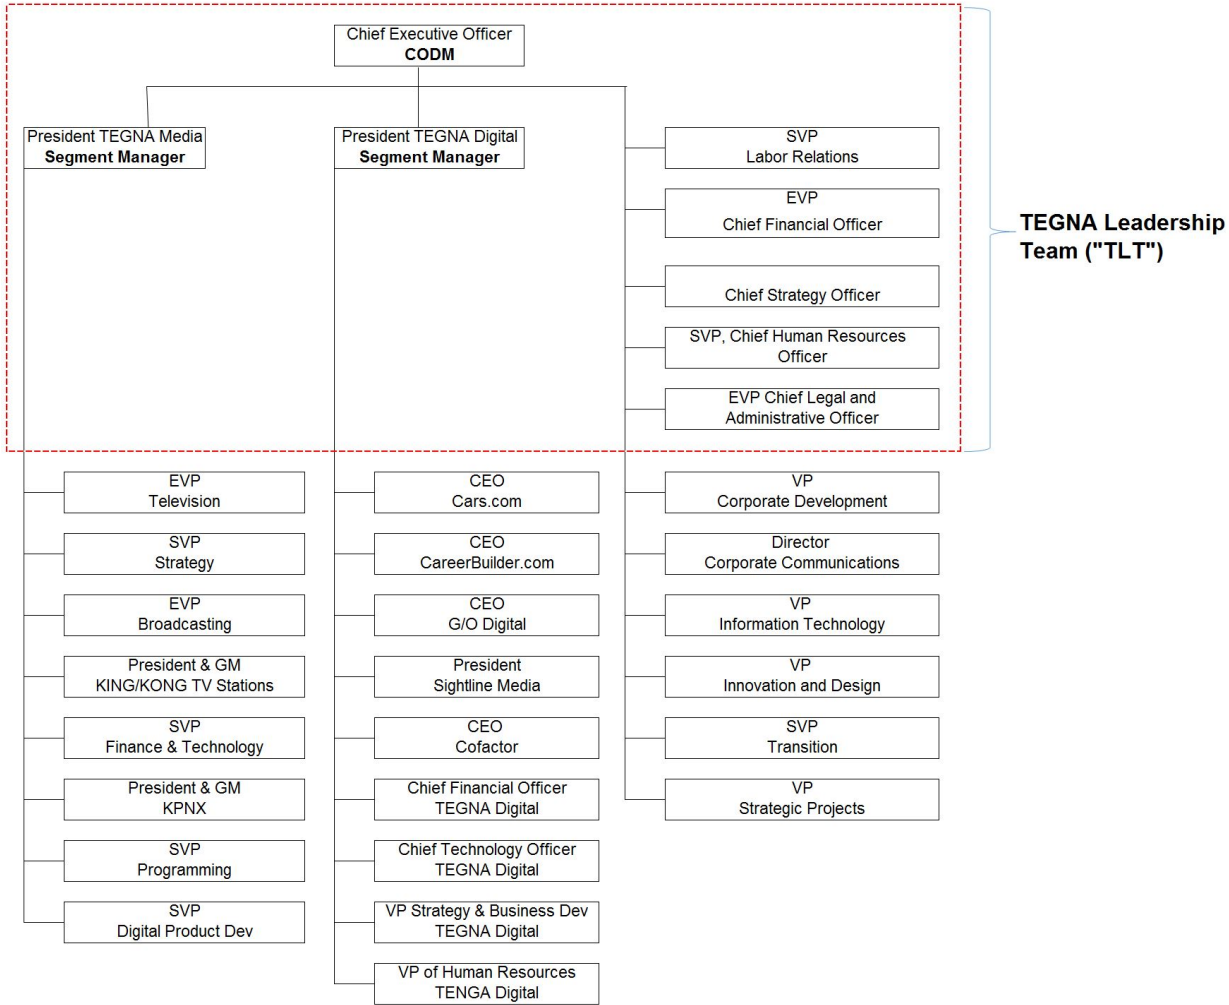 Chief Executive Officer
CODM
President TEGNA Media
Segment Manager
President TEGNA Digital
Segment Manager
SVP
Labor Relations
EVP
Chief Financial Officer
Chief Strategy Officer
SVP, Chief Human Resources
Officer
EVP Chief Legal and
Administrative Officer
TEGNA Leadership
Team ("TLT")
EVP
Television
SVP
Strategy
EVP
Broadcasting
President & GM
KING/KONG TV Stations
SVP
Finance & Technology
President & GM
KPNX
SVP
Programming
SVP
Digital Product Dev
CEO
Cars.com
CEO
CareerBuilder.com
CEO
G/O Digital
President
Sightline Media
CEO
Cofactor
Chief Financial Officer
TEGNA Digital
Chief Technology Officer
TEGNA Digital
VP Strategy & Business Dev
TEGNA Digital
VP of Human Resources
TENGA Digital
VP
Corporate Development
Director
Corporate Communications
VP
Information Technology
VP
Innovation and Design
SVP
Transition
VP
Strategic Projects